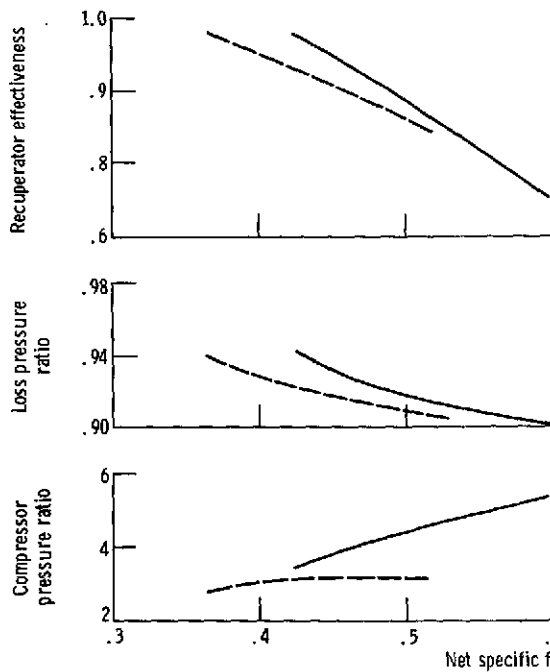 Recuperator effectiveness
1.0
.9
.8
.6
Loss pressure
ratio
.98
.94
.90
Compressor
pressure ratio
6
4
2
.3
.4
.5
Net specific